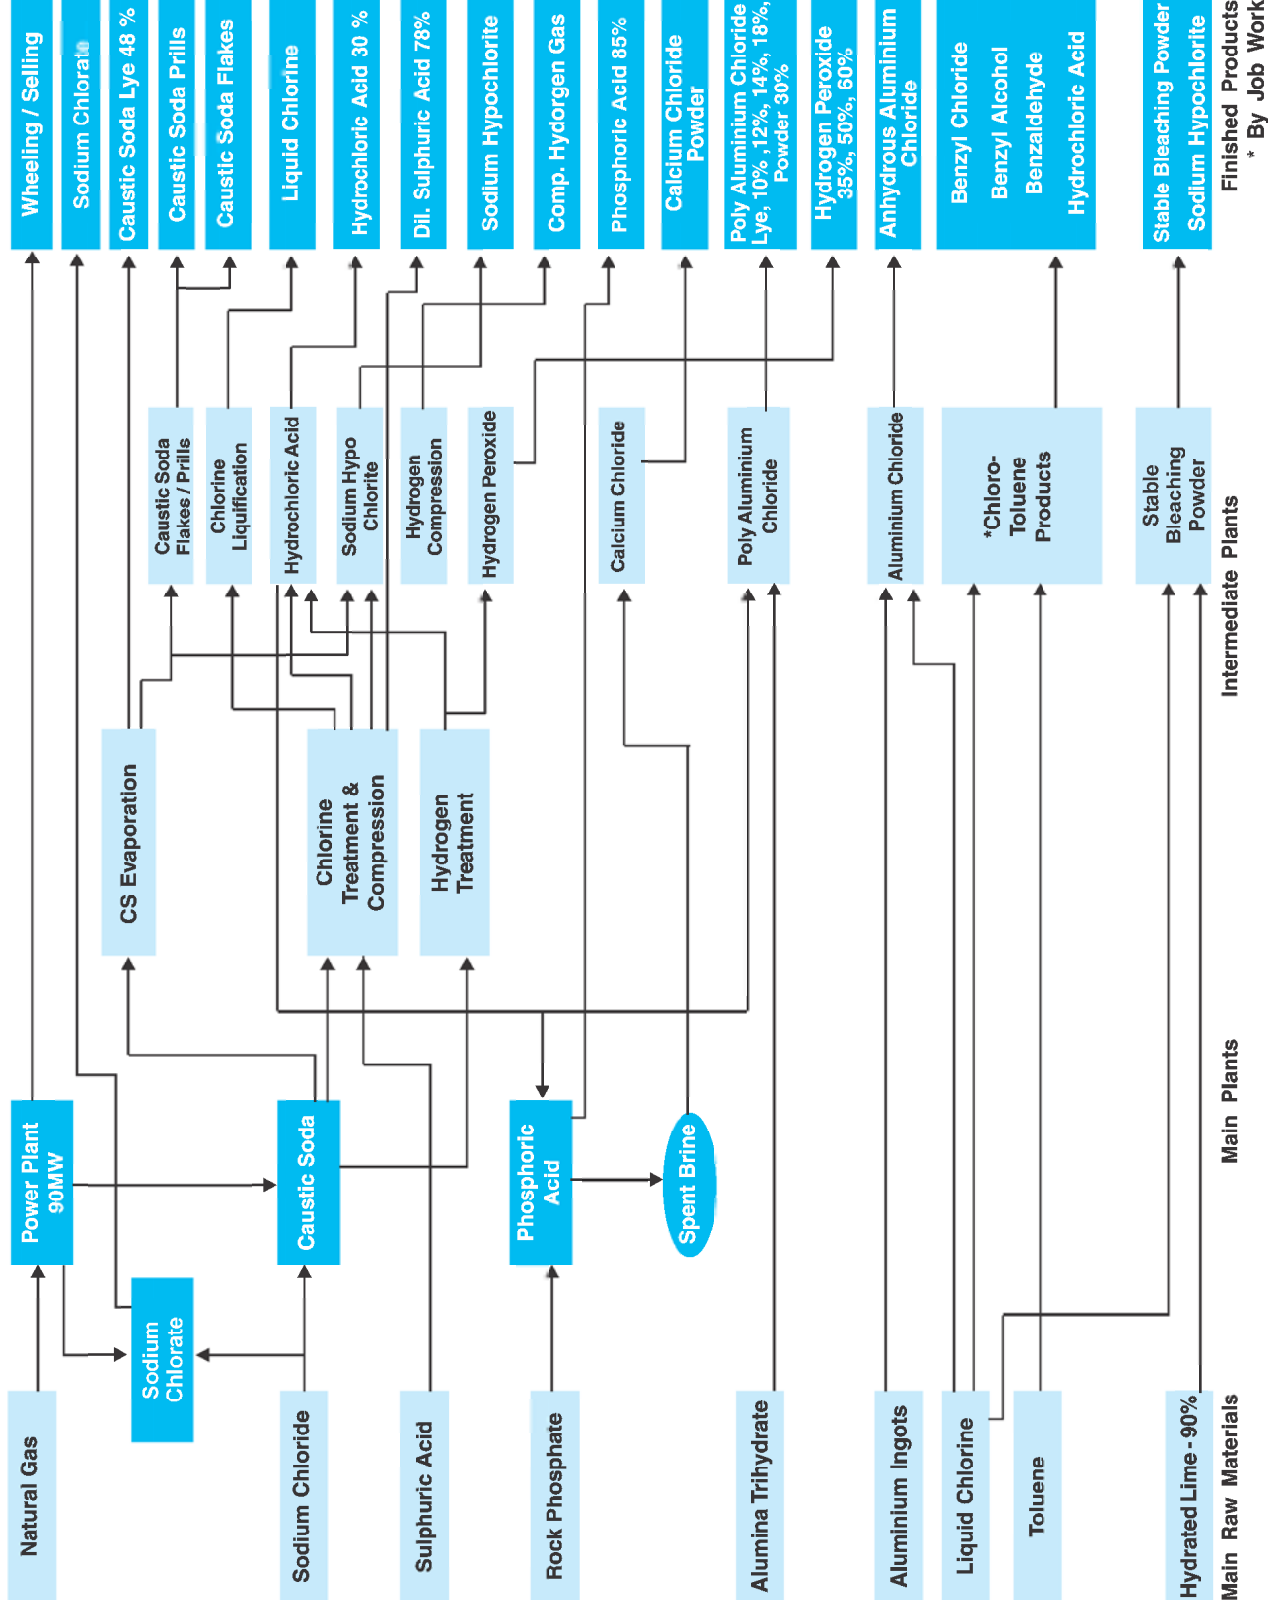 Natural Gas
Sodium Chloride
Sulphuric Acid
Rock Phosphate
Alumina Trihydrate
Aluminium Ingots
Liquid Chlorine
Toluene
Hydrated Lime - 90%
Main Raw Materials
Power Plant
90MW
Sodium
Chlorate
Caustic Soda
Phosphoric
Acid
Spent Brine
Main Plants
CS Evaporation
Chlorine
Treatment &
Compression
Hydrogen
Treatment
Caustic Soda
Flakes / Prills
Chlorine
Liquification
Hydrochloric Acid
Sodium Hypo
Chlorite
Hydrogen
Compression
Hydrogen Peroxide
Calcium Chloride
Poly Aluminium
Chloride
Aluminium Chloride
*Chloro-
Toluene
Products
Stable
Bleaching
Powder
Intermediate Plants
Wheeling / Selling
Sodium Chlorate
Caustic Soda Lye 48 %
Caustic Soda Prills
Caustic Soda Flakes
Liquid Chlorine
Hydrochloric Acid 30 %
Dil. Sulphuric Acid 78%
Sodium Hypochlorite
Comp. Hydorgen Gas
Phosphoric Acid 85%
Calcium Chloride
Powder
Poly Aluminium Chloride
Lye, 10% ,12%, 14%, 18%,
Powder 30%
Hydrogen Peroxide
35%, 50%, 60%
Anhydrous Aluminium
Chloride
Benzyl Chloride
Benzyl Alcohol
Benzaldehyde
Hydrochloric Acid
Stable Bleaching Powder
Sodium Hypochlorite
Finished Products
* By Job Work